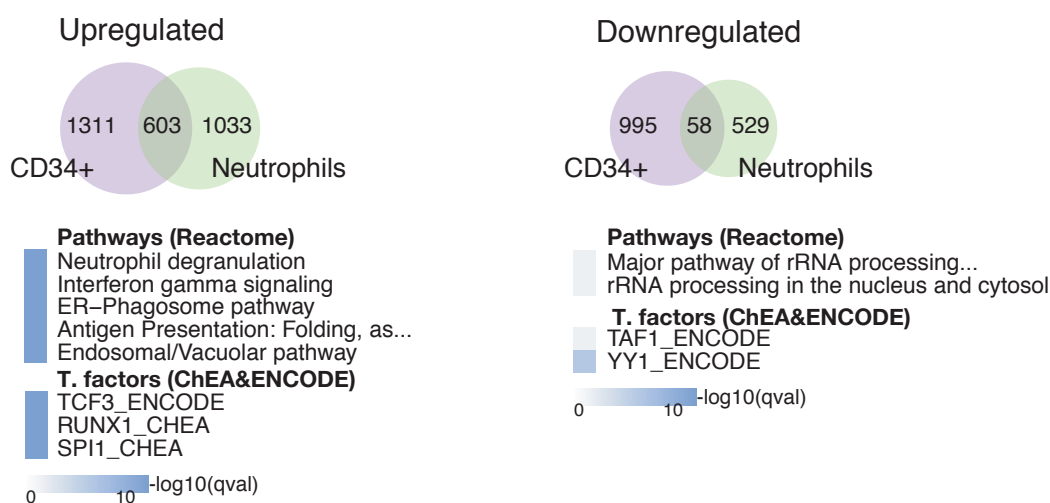 Upregulated
1311 603 1033
CD34+ Neutrophils
Pathways (Reactome)
Neutrophil degranulation
Interferon gamma signaling
ER−Phagosome pathway
Antigen Presentation: Folding, as...
Endosomal/Vacuolar pathway
T. factors (ChEA&ENCODE)
TCF3_ENCODE
RUNX1_CHEA
SPI1_CHEA
-log10(qval)
0 10
Downregulated
995 58 529
CD34+ Neutrophils
Pathways (Reactome)
Major pathway of rRNA processing...
rRNA processing in the nucleus and cytosol
T. factors (ChEA&ENCODE)
TAF1_ENCODE
YY1_ENCODE
-log10(qval)
0 10